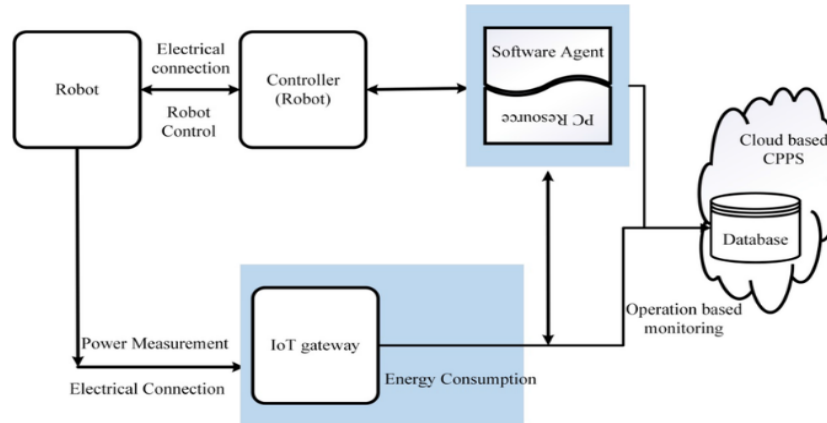 Robot
Electrical
connection
Robot
Control
Controller
(Robot)
Software Agent
PC Resource
Cloud based
CPPS
Database
Operation based
monitoring
Power Measurement
Electrical Connection
IoT gateway
Energy Consumption